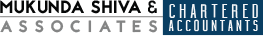 MUKUNDA SHIVA &
ASSOCIATES
CHARTERED
ACCOUNTANTS